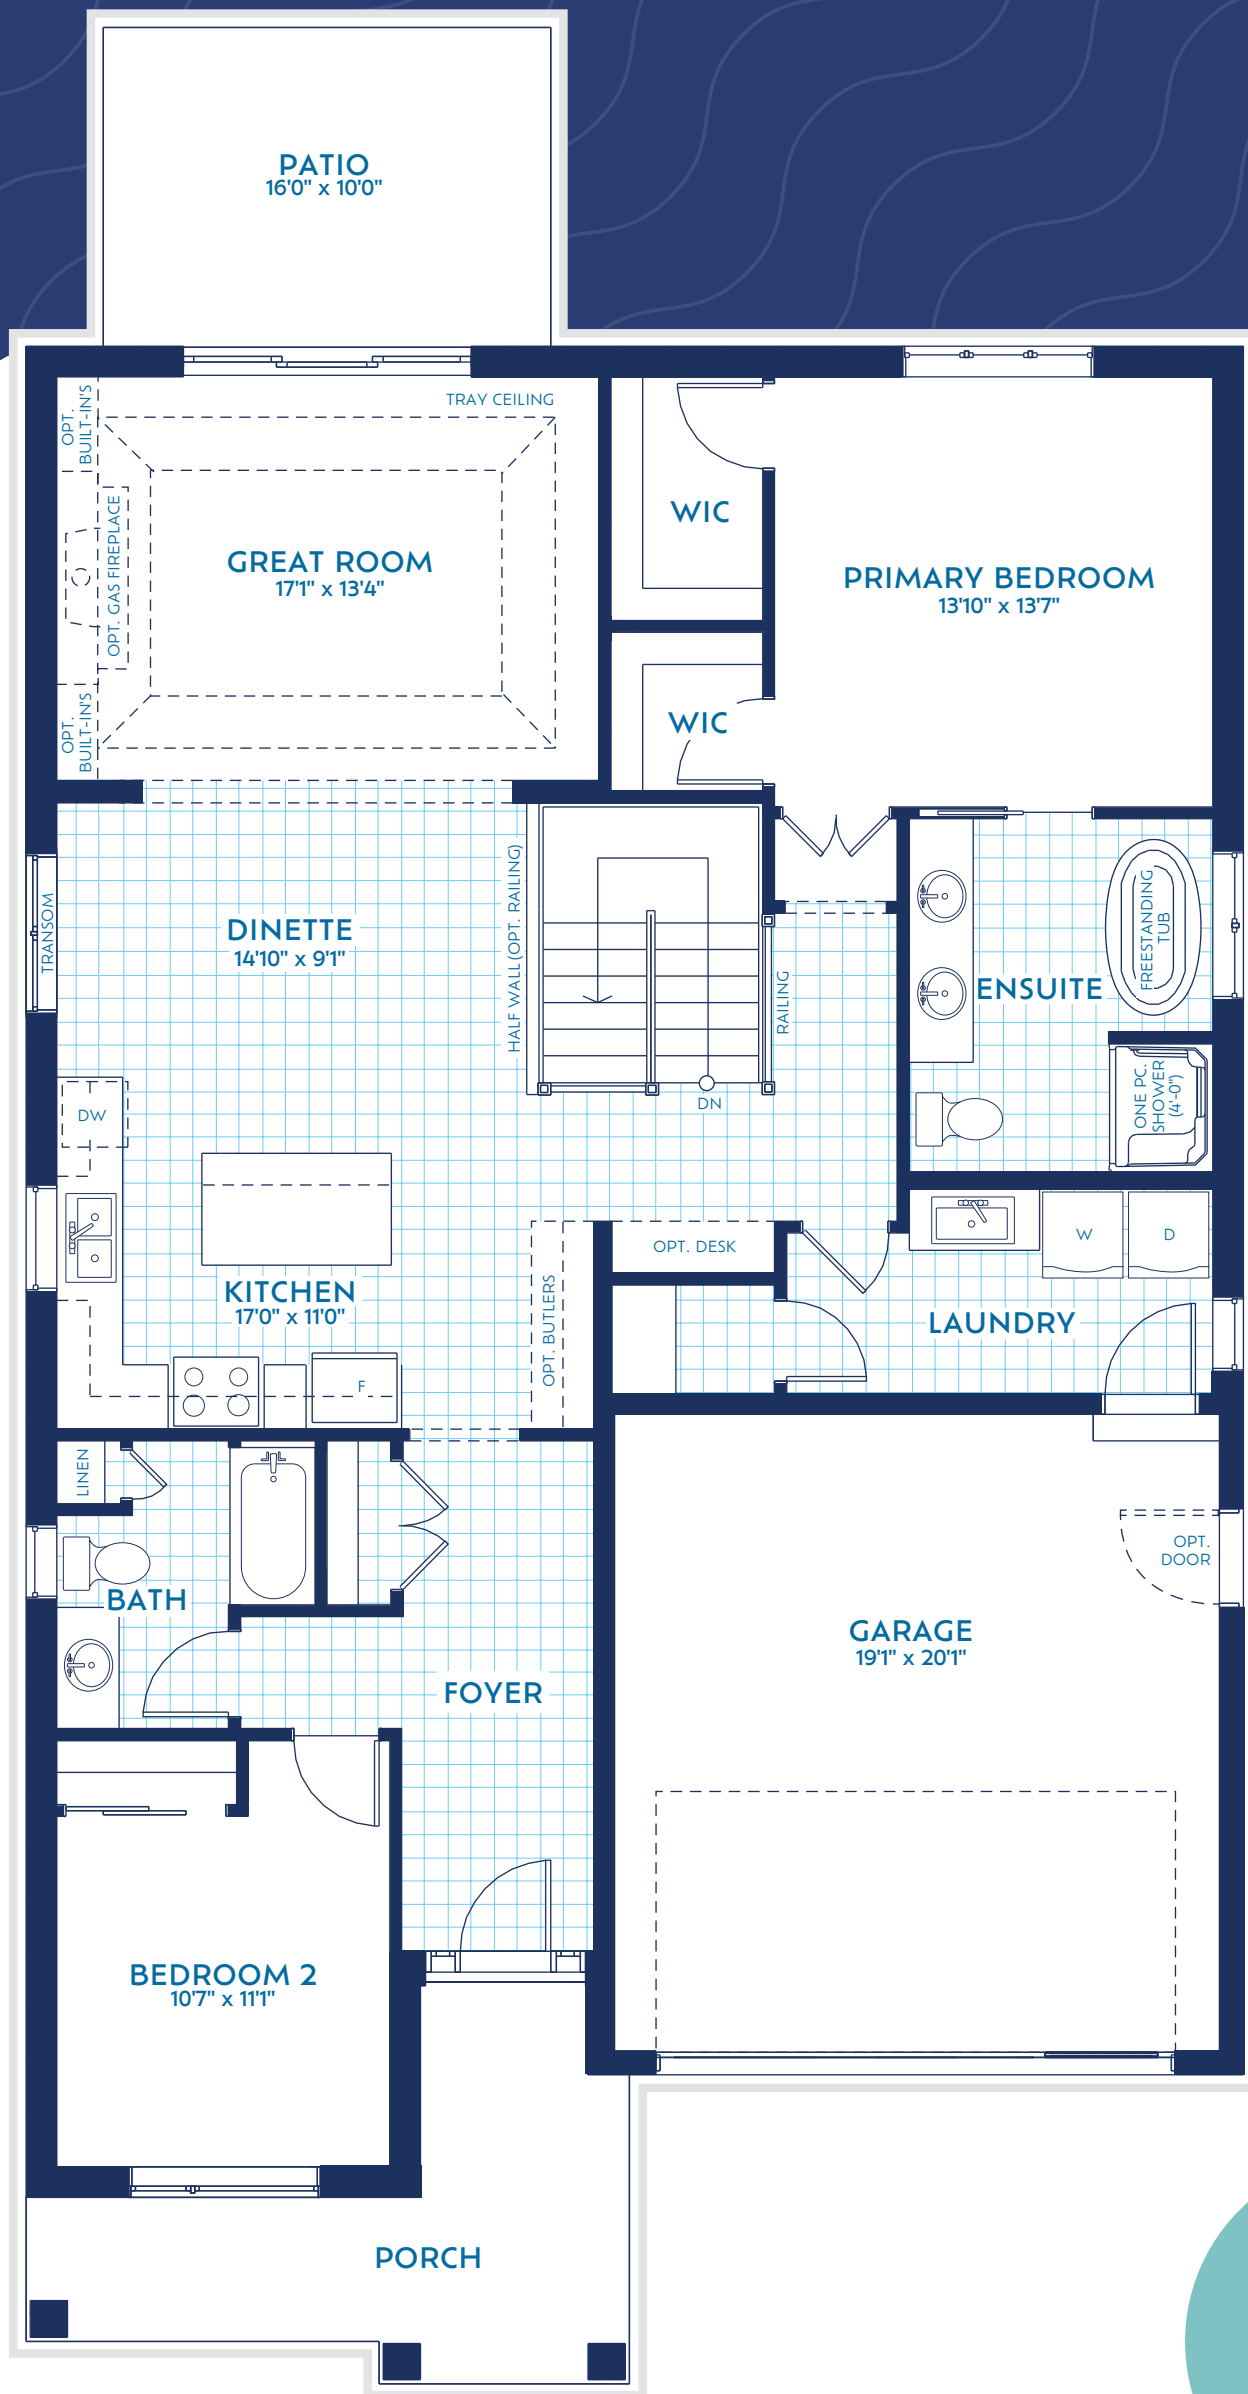 PATIO
16'0" x 10'0"
TRAY CEILING
OPT.
BUILT-IN'S
OPT. GAS FIREPLACE
OPT.
BUILT-IN'S
GREAT ROOM
17'1" x 13'4"
WIC
WIC
PRIMARY BEDROOM
13'10" x 13'7"
TRANSOM
DINETTE
14'10" x 9'1"
HALF WALL (OPT. RAILING)
RAILING
DN
ENSUITE
FREESTANDING
TUB
ONE PC.
SHOWER
(4'-0")
DW
KITCHEN
17'0" x 11'0"
F
OPT. BUTLERS
OPT. DESK
W
D
LAUNDRY
LINEN
BATH
FOYER
OPT.
DOOR
GARAGE
19'1" x 20'1"
BEDROOM 2
10'7" x 11'1"
PORCH